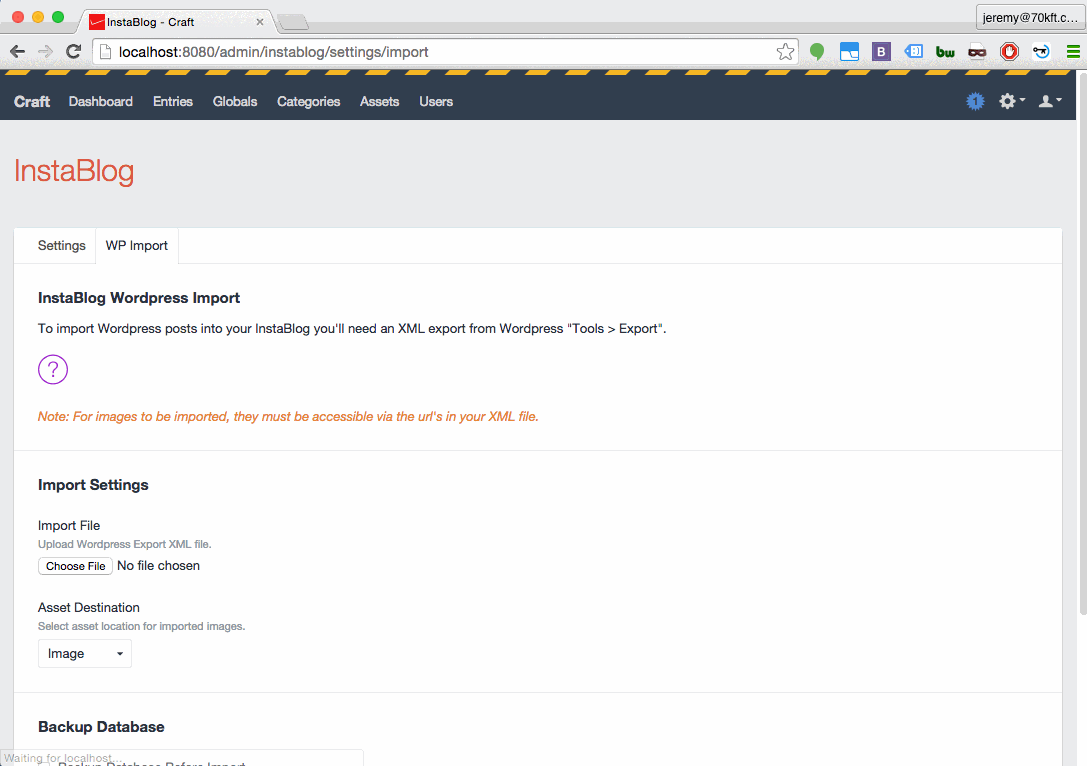 InstaBlog - Craft
jeremy@70kft.c...
localhost:8080/admin/instablog/settings/import
B
bw
Craft Dashboard Entries Globals Categories Assets Users
1
InstaBlog
Settings WP Import
InstaBlog Wordpress Import
To import Wordpress posts into your InstaBlog you'll need an XML export from Wordpress "Tools > Export".
?
Note: For images to be imported, they must be accessible via the url's in your XML file.
Import Settings
Import File
Upload Wordpress Export XML file.
Choose File No file chosen
Asset Destination
Select asset location for imported images.
Image
Backup Database
Waiting for localhost...
Backup Database Before Import